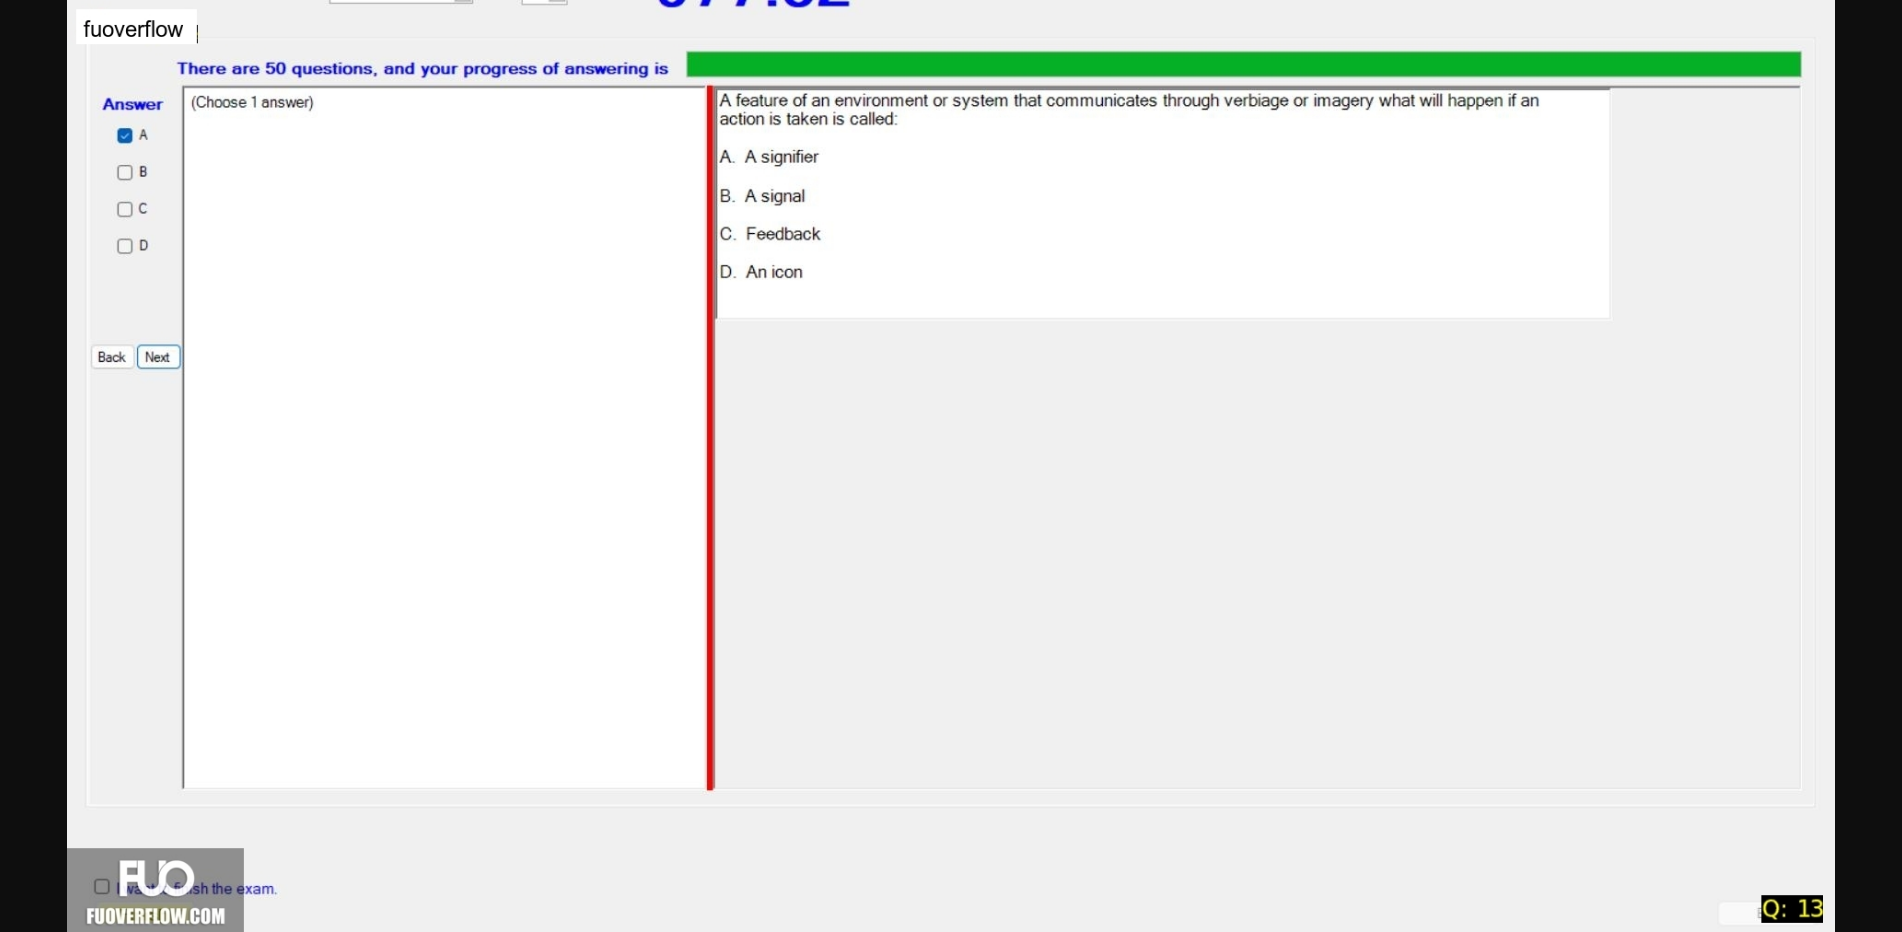 fuoverflow
There are 50 questions, and your progress of answering is
Answer
(Choose 1 answer)
A feature of an environment or system that communicates through verbiage or imagery what will happen if an
action is taken is called:
A
A. A signifier
B
B. A signal
C
C. Feedback
D
D. An icon
Back Next
FUO
sh the exam.
FUOVERFLOW.COM
Q: 13